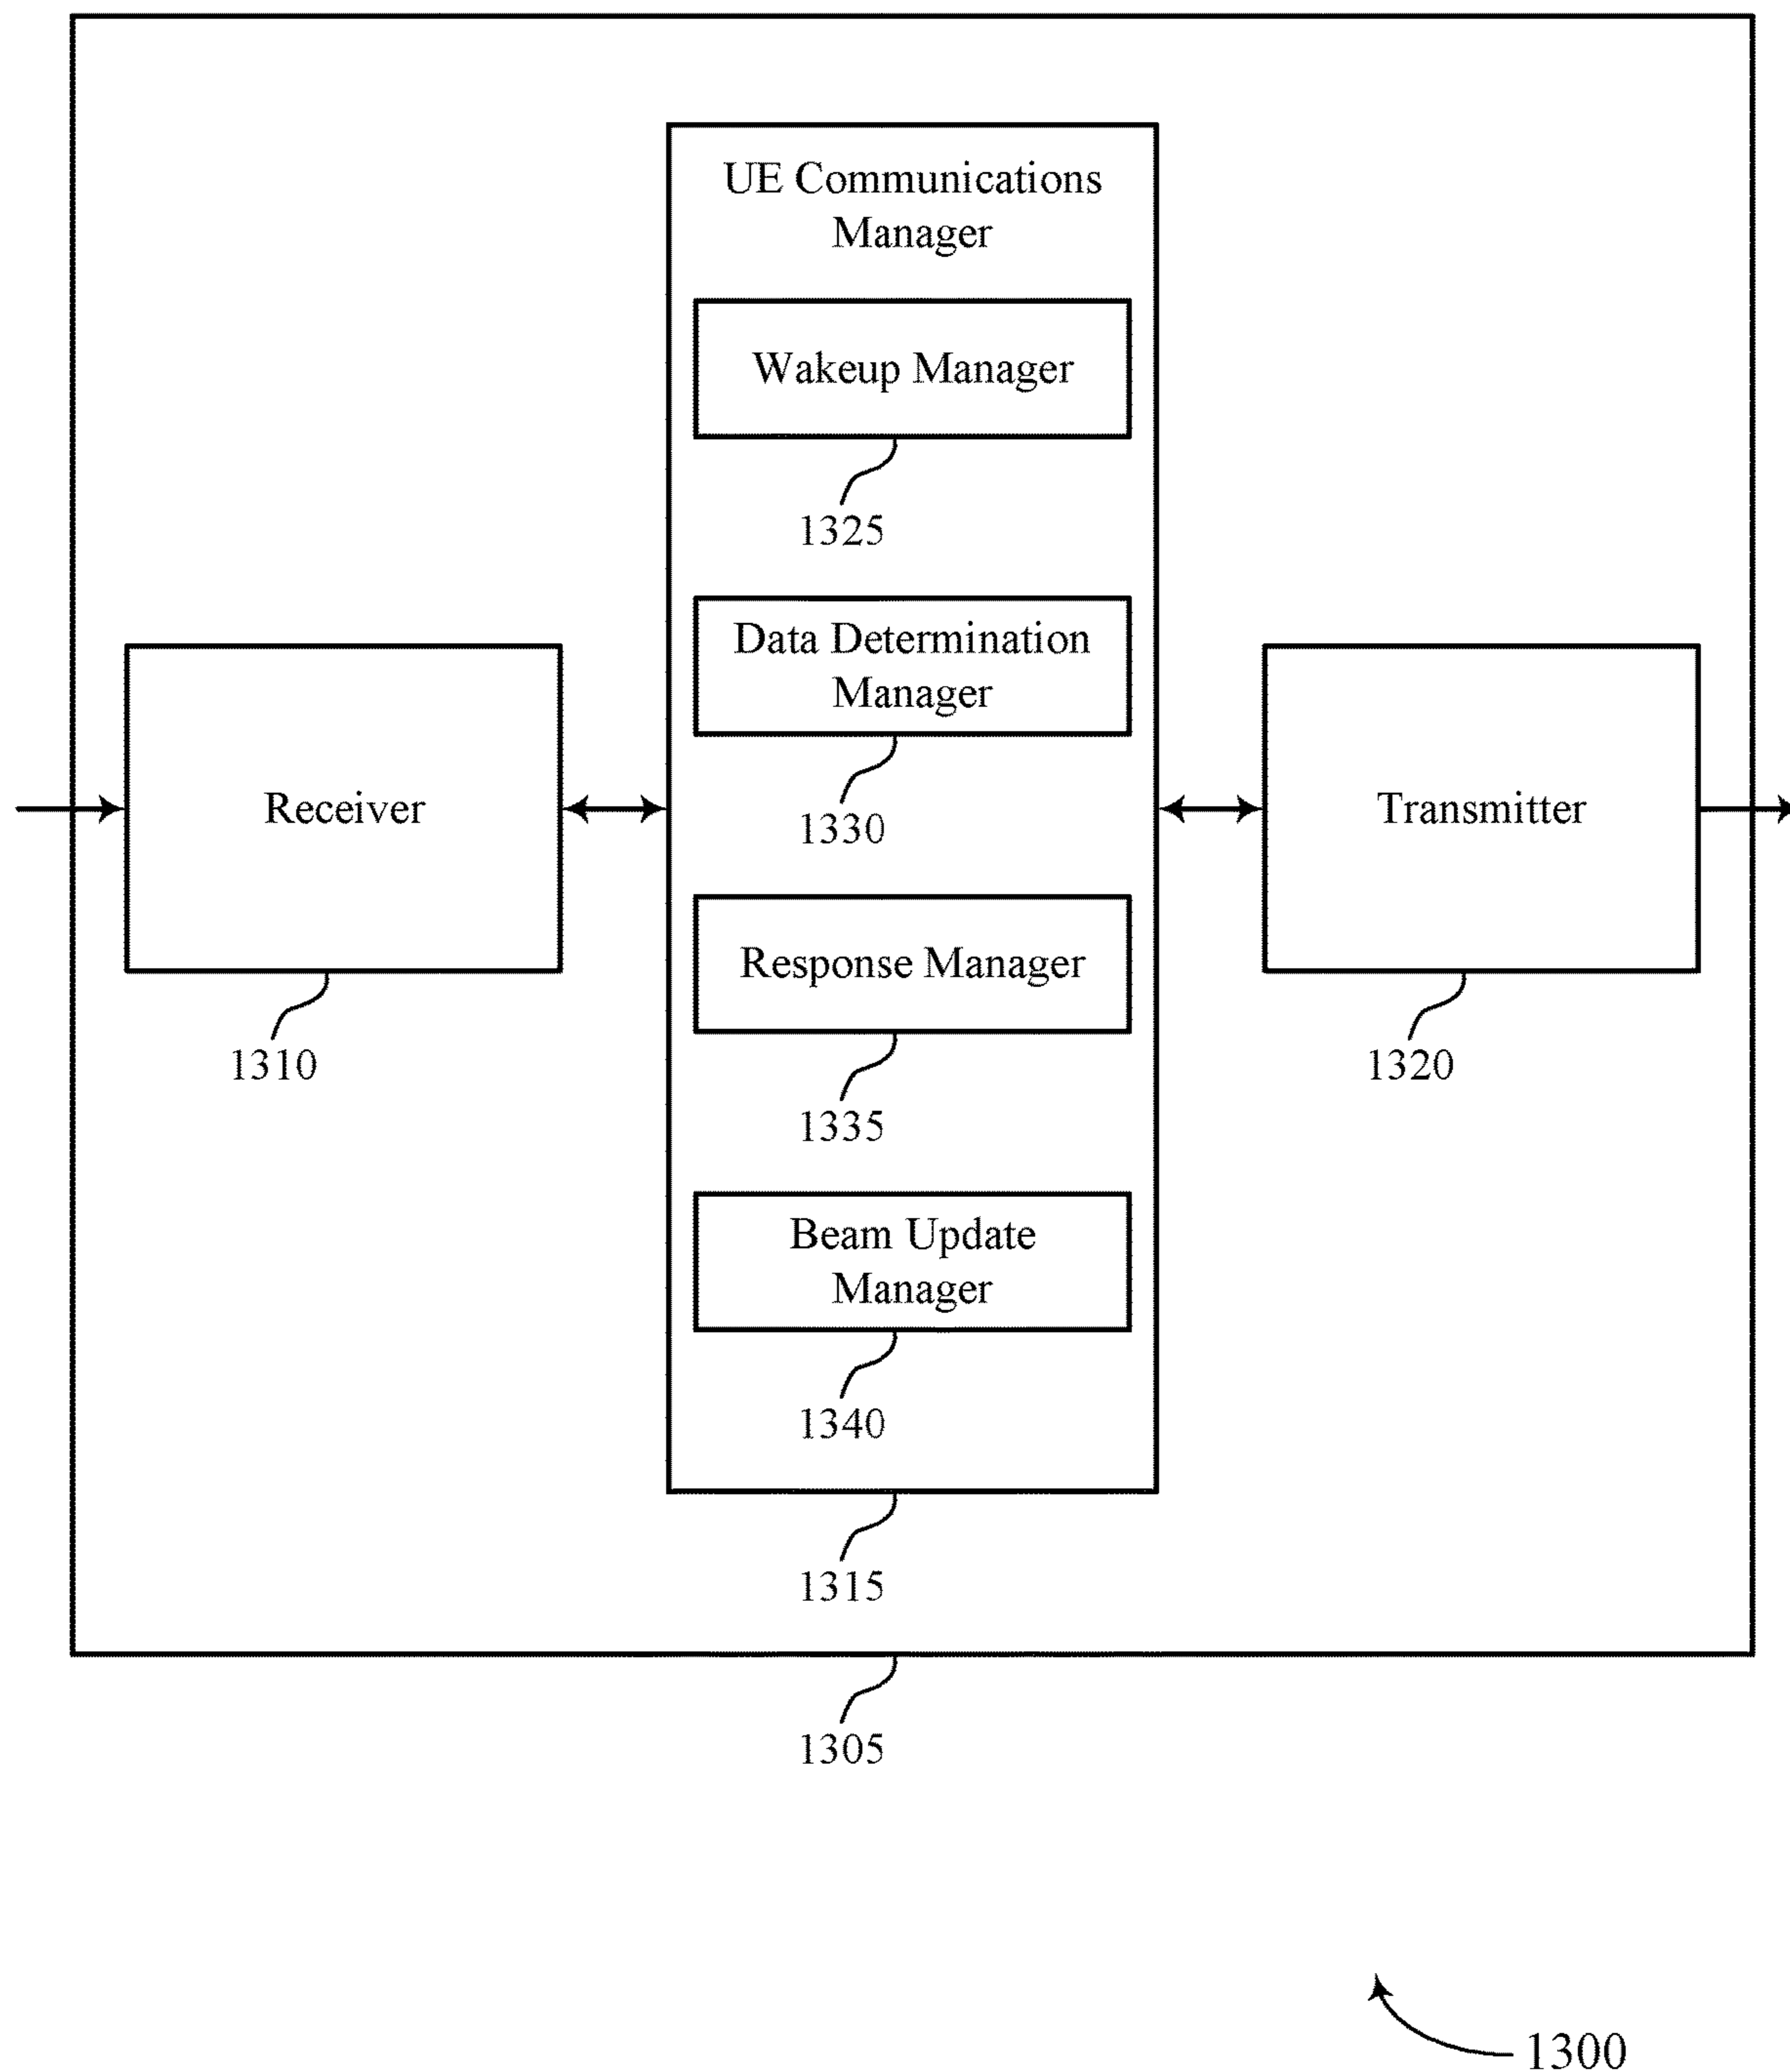 UE Communications
Manager
Wakeup Manager
1325
Data Determination
Manager
1330
Receiver
1310
Transmitter
1320
Response Manager
1335
Beam Update
Manager
1340
1315
1305
1300